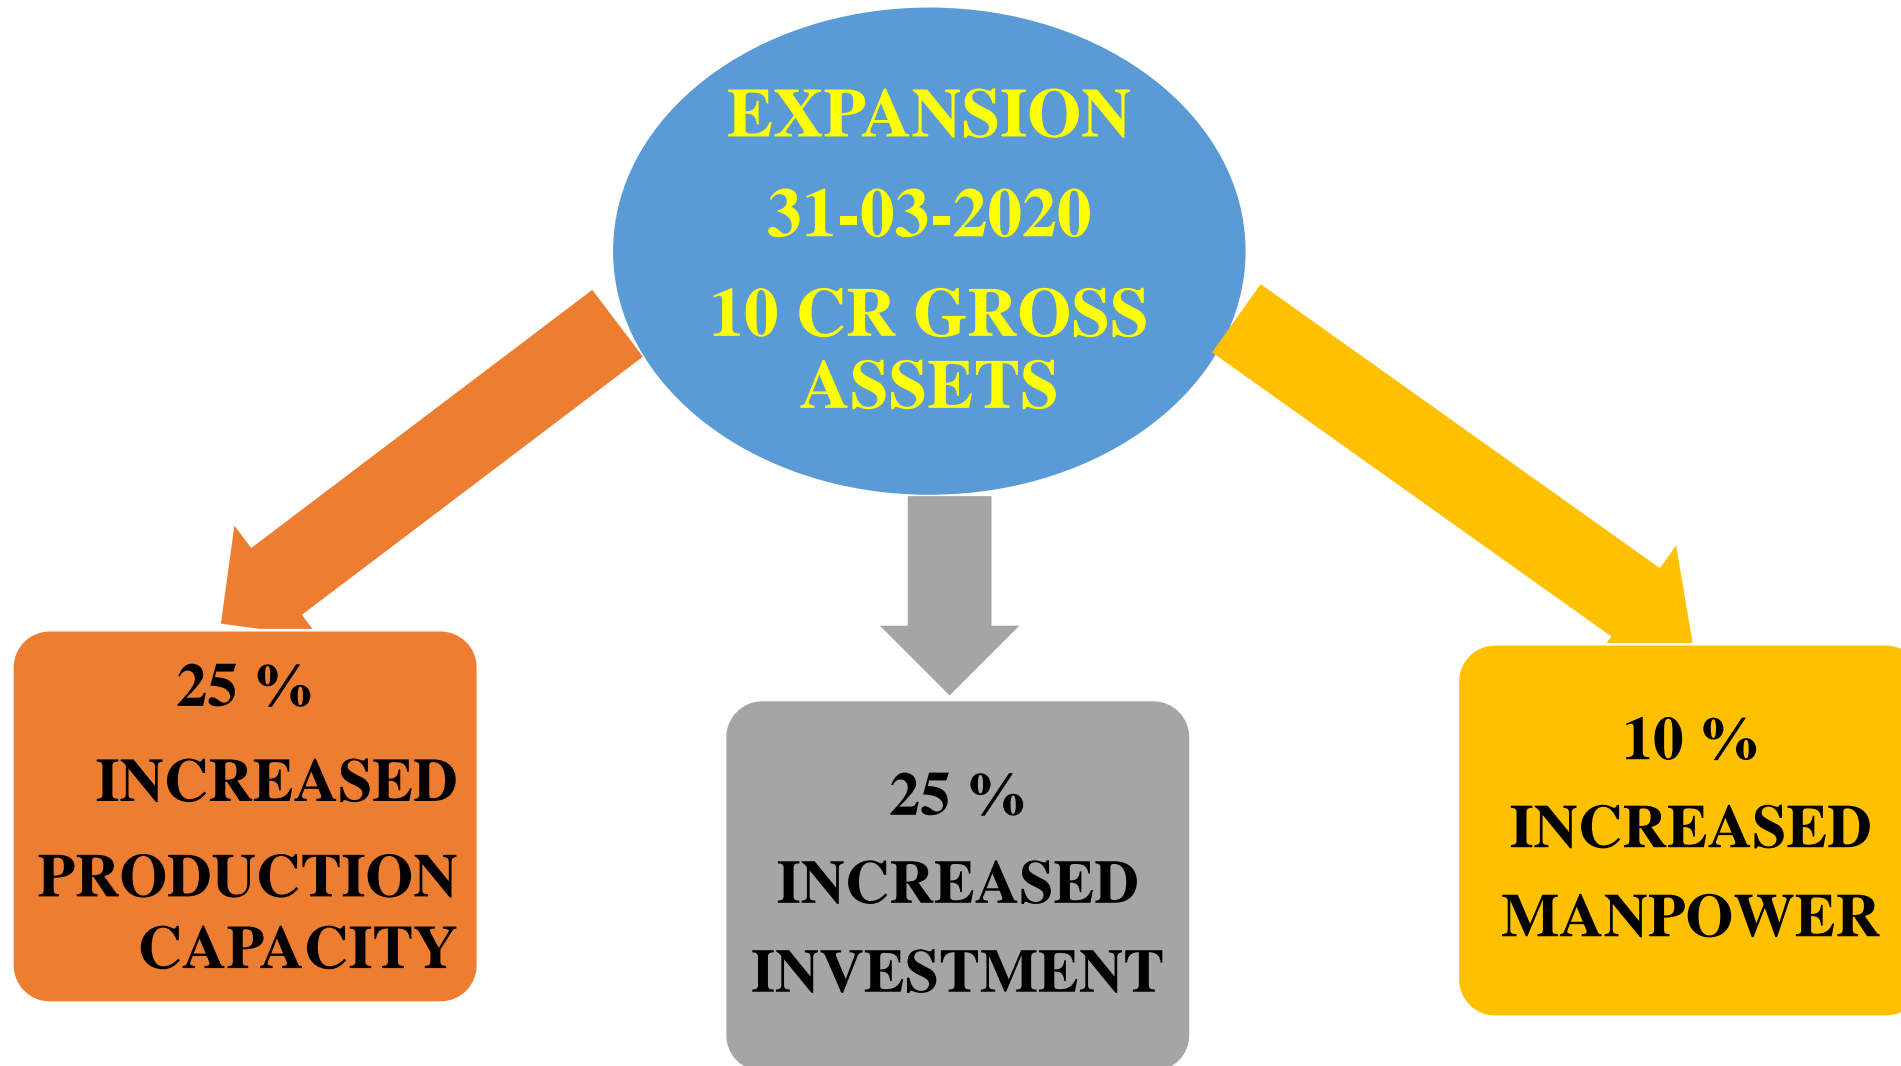 EXPANSION
31-03-2020
10 CR GROSS
ASSETS
25 %
INCREASED
PRODUCTION
CAPACITY
25 %
INCREASED
INVESTMENT
10 %
INCREASED
MANPOWER